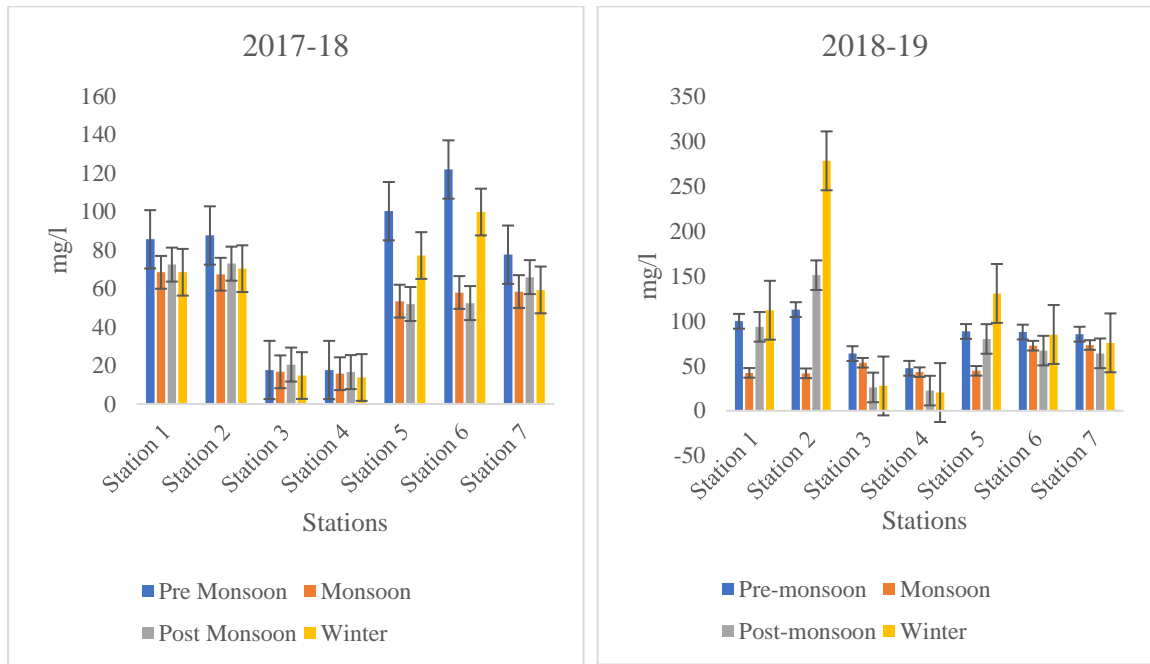 2017-18
160
140
120
100
80
60
40
20
0
mg/l
Station 1
Station 2
Station 3
Station 4
Station 5
Station 6
Station 7
Stations
Pre Monsoon
Monsoon
Post Monsoon
Winter
2018-19
350
300
250
200
150
100
50
0
-50
mg/l
Station 1
Station 2
Station 3
Station 4
Station 5
Station 6
Station 7
Stations
Pre-monsoon
Monsoon
Post-monsoon
Winter